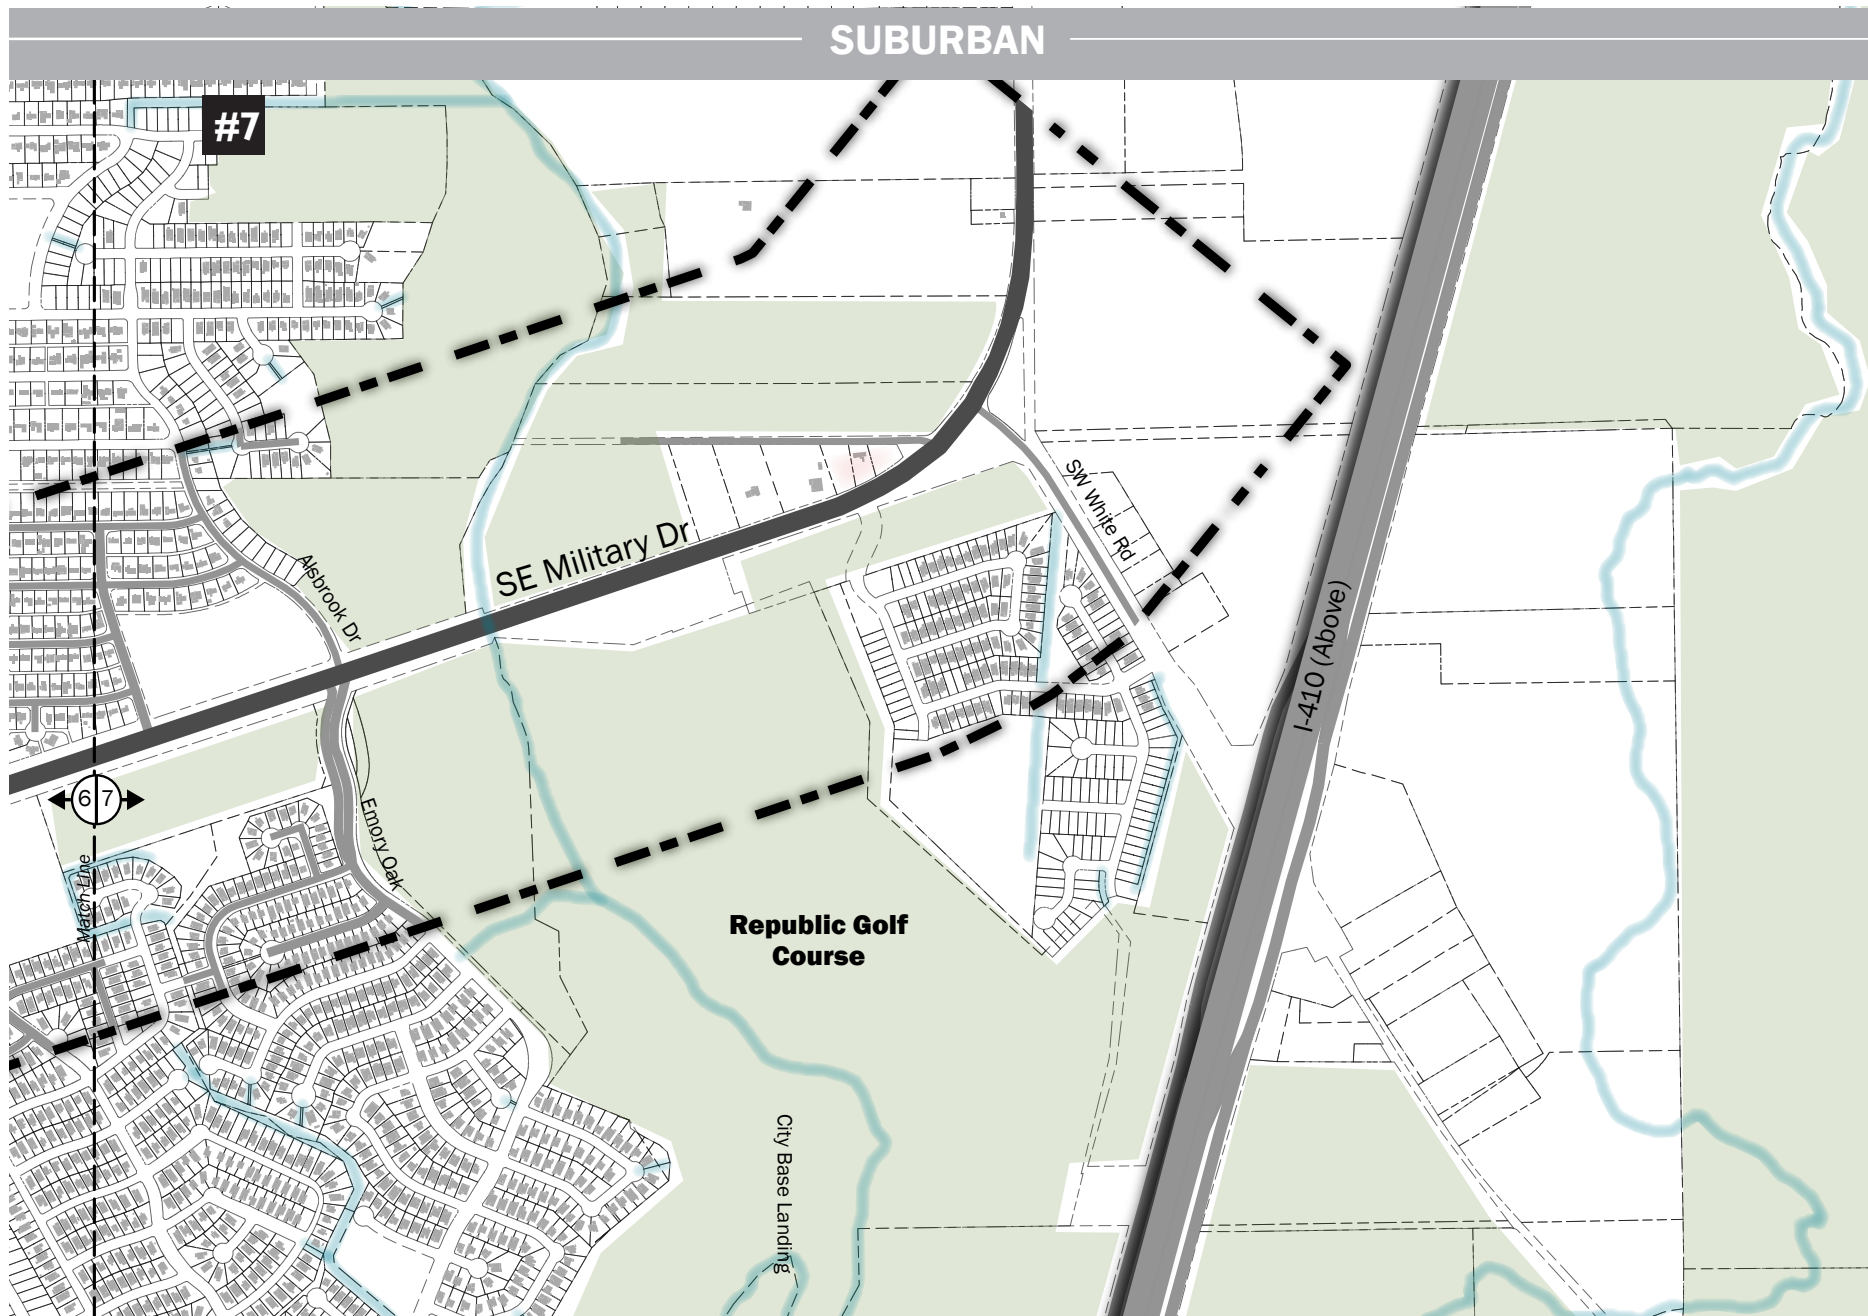 SUBURBAN
#7
SW White Rd
SE Military Dr
Alsbrook Dr
I-410 (Above)
6 7
Emory Oak
Match Line
Republic Golf
Course
City Base Landing